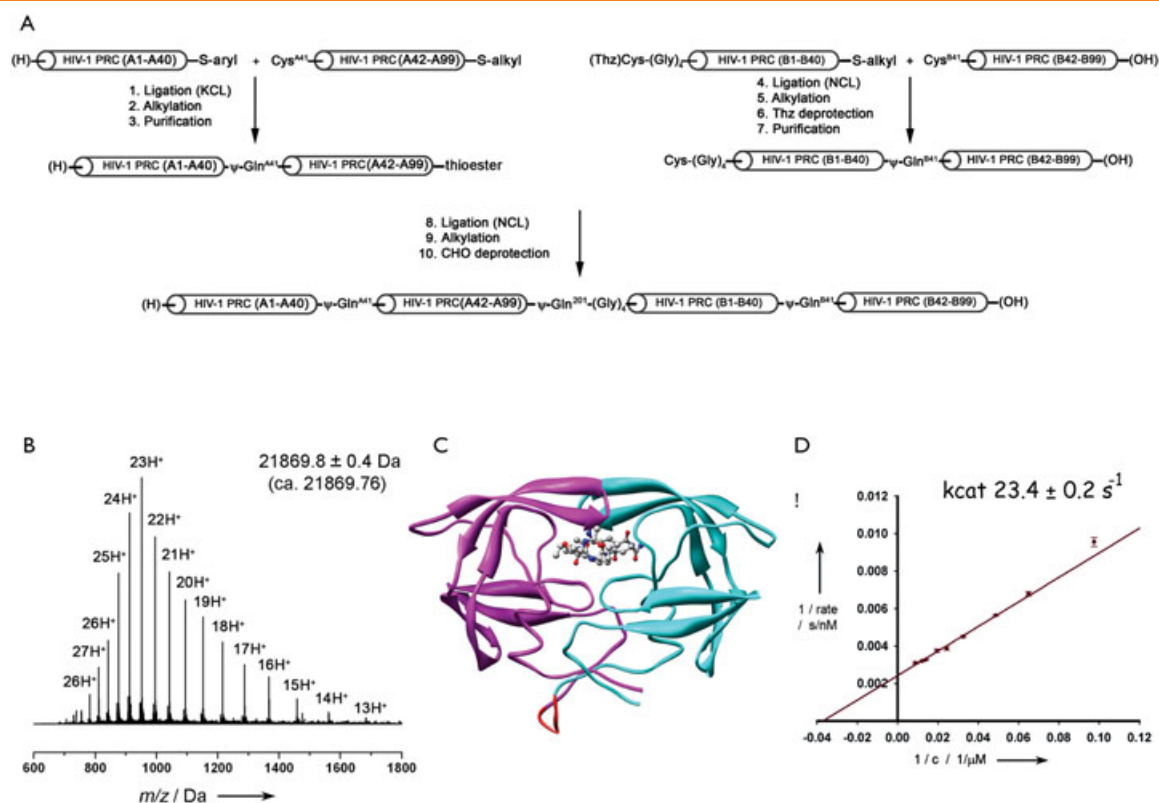 A
(H)- HIV-1 PRC (A1-A40) -S-aryl + Cys^A41- HIV-1 PRC (A42-A99) -S-alkyl
1. Ligation (KCL)
2. Alkylation
3. Purification
(H)- HIV-1 PRC (A1-A40) -ψ-Gln^A41- HIV-1 PRC(A42-A99) -thioester
(Thz)Cys-(Gly)4- HIV-1 PRC (B1-B40) -S-alkyl + Cys^B41- HIV-1 PRC (B42-B99) -(OH)
4. Ligation (NCL)
5. Alkylation
6. Thz deprotection
7. Purification
Cys-(Gly)4- HIV-1 PRC (B1-B40) -ψ-Gln^B41- HIV-1 PRC (B42-B99) -(OH)
8. Ligation (NCL)
9. Alkylation
10. CHO deprotection
(H)- HIV-1 PRC (A1-A40) -ψ-Gln^A41- HIV-1 PRC(A42-A99) -ψ-Gln^201-(Gly)4- HIV-1 PRC (B1-B40) -ψ-Gln^B41- HIV-1 PRC (B42-B99) -(OH)
B
21869.8 ± 0.4 Da
(ca. 21869.76)
23H+
24H+
22H+
25H+
21H+
20H+
19H+
26H+
18H+
27H+
17H+
26H+
16H+
15H+
14H+
13H+
600 800 1000 1200 1400 1600 1800
m/z / Da
C
D
!
kcat 23.4 ± 0.2 s^-1
0.012
0.010
0.008
0.006
0.004
0.002
1 / rate
/ s/nM
-0.04 -0.02 0.00 0.02 0.04 0.06 0.08 0.10 0.12
1 / c / 1/μM